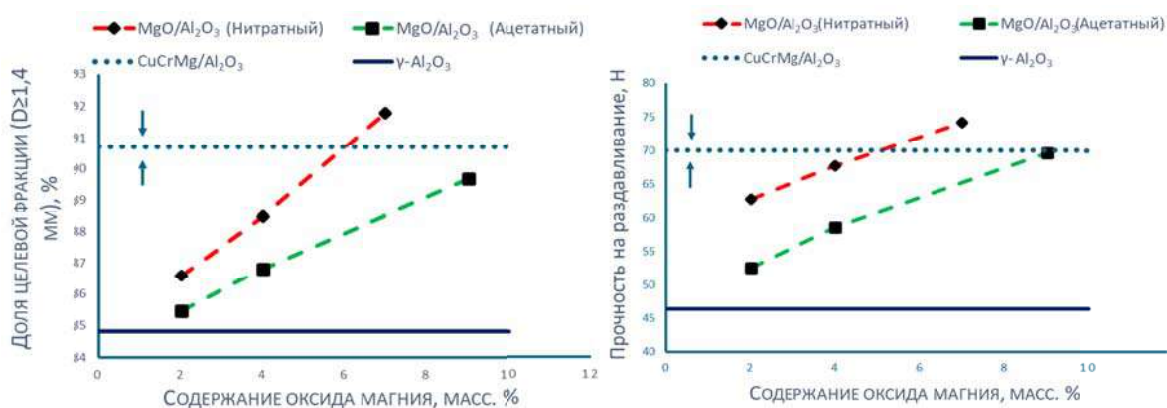 MgO/Al₂O₃ (Нитратный) MgO/Al₂O₃ (Ацетатный)
CuCrMg/Al₂O₃ γ-Al₂O₃
Доля целевой фракции (D≥1,4 мм), %
93
92
91
90
89
88
87
86
85
84
0 2 4 6 8 10 12
Содержание оксида магния, масс. %
MgO/Al₂O₃(Нитратный) MgO/Al₂O₃(Ацетатный)
CuCrMg/Al₂O₃ γ-Al₂O₃
Прочность на раздавливание, Н
80
75
70
65
60
55
50
45
40
0 2 4 6 8 10
Содержание оксида магния, масс. %